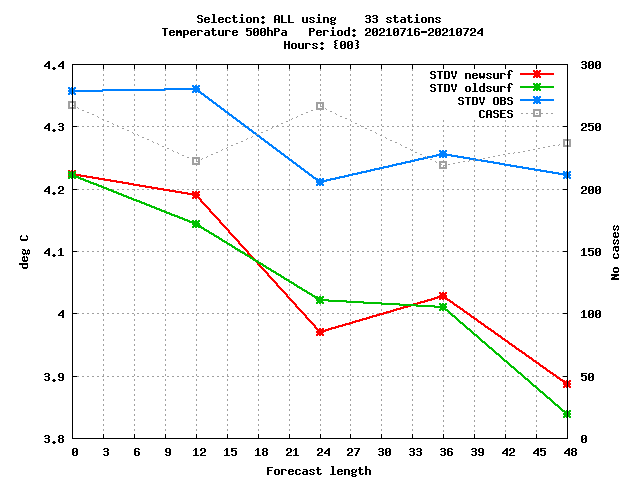 Selection: ALL using    33 stations
Temperature 500hPa   Period: 20210716-20210724
Hours: {00}
STDV newsurf
STDV oldsurf
STDV OBS
CASES
4.4
4.3
4.2
4.1
4
3.9
3.8
deg C
300
250
200
150
100
50
0
No cases
0 3 6 9 12 15 18 21 24 27 30 33 36 39 42 45 48
Forecast length